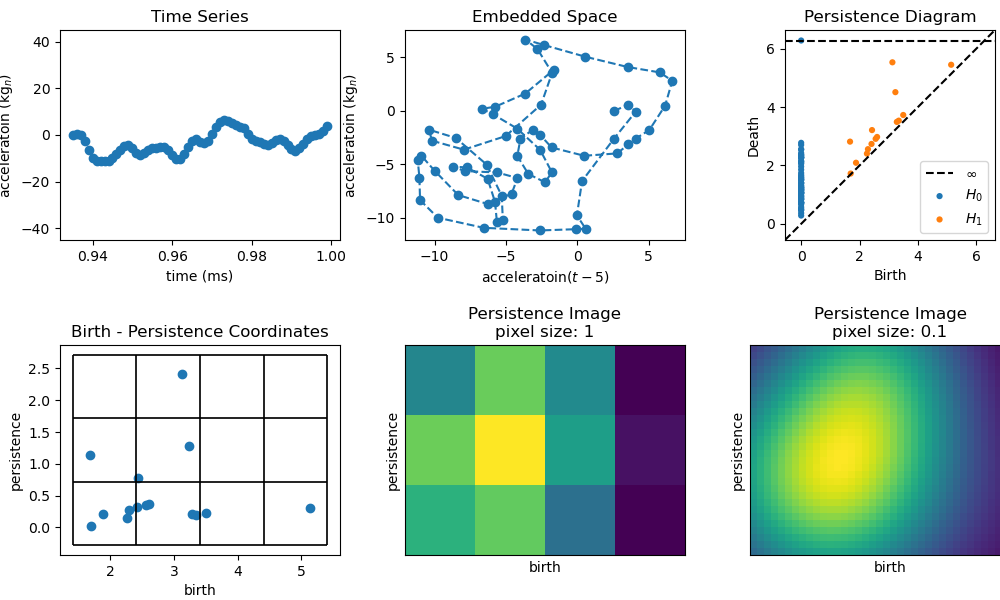 Time Series
acceleratoin (kg_n)
40
20
0
−20
−40
0.94
0.96
0.98
1.00
time (ms)
Embedded Space
acceleratoin (kg_n)
5
0
−5
−10
−10
−5
0
5
acceleratoin(t − 5)
Persistence Diagram
Death
6
4
2
0
0
2
4
6
Birth
∞
H_0
H_1
Birth - Persistence Coordinates
persistence
2.5
2.0
1.5
1.0
0.5
0.0
2
3
4
5
birth
Persistence Image
pixel size: 1
persistence
birth
Persistence Image
pixel size: 0.1
persistence
birth